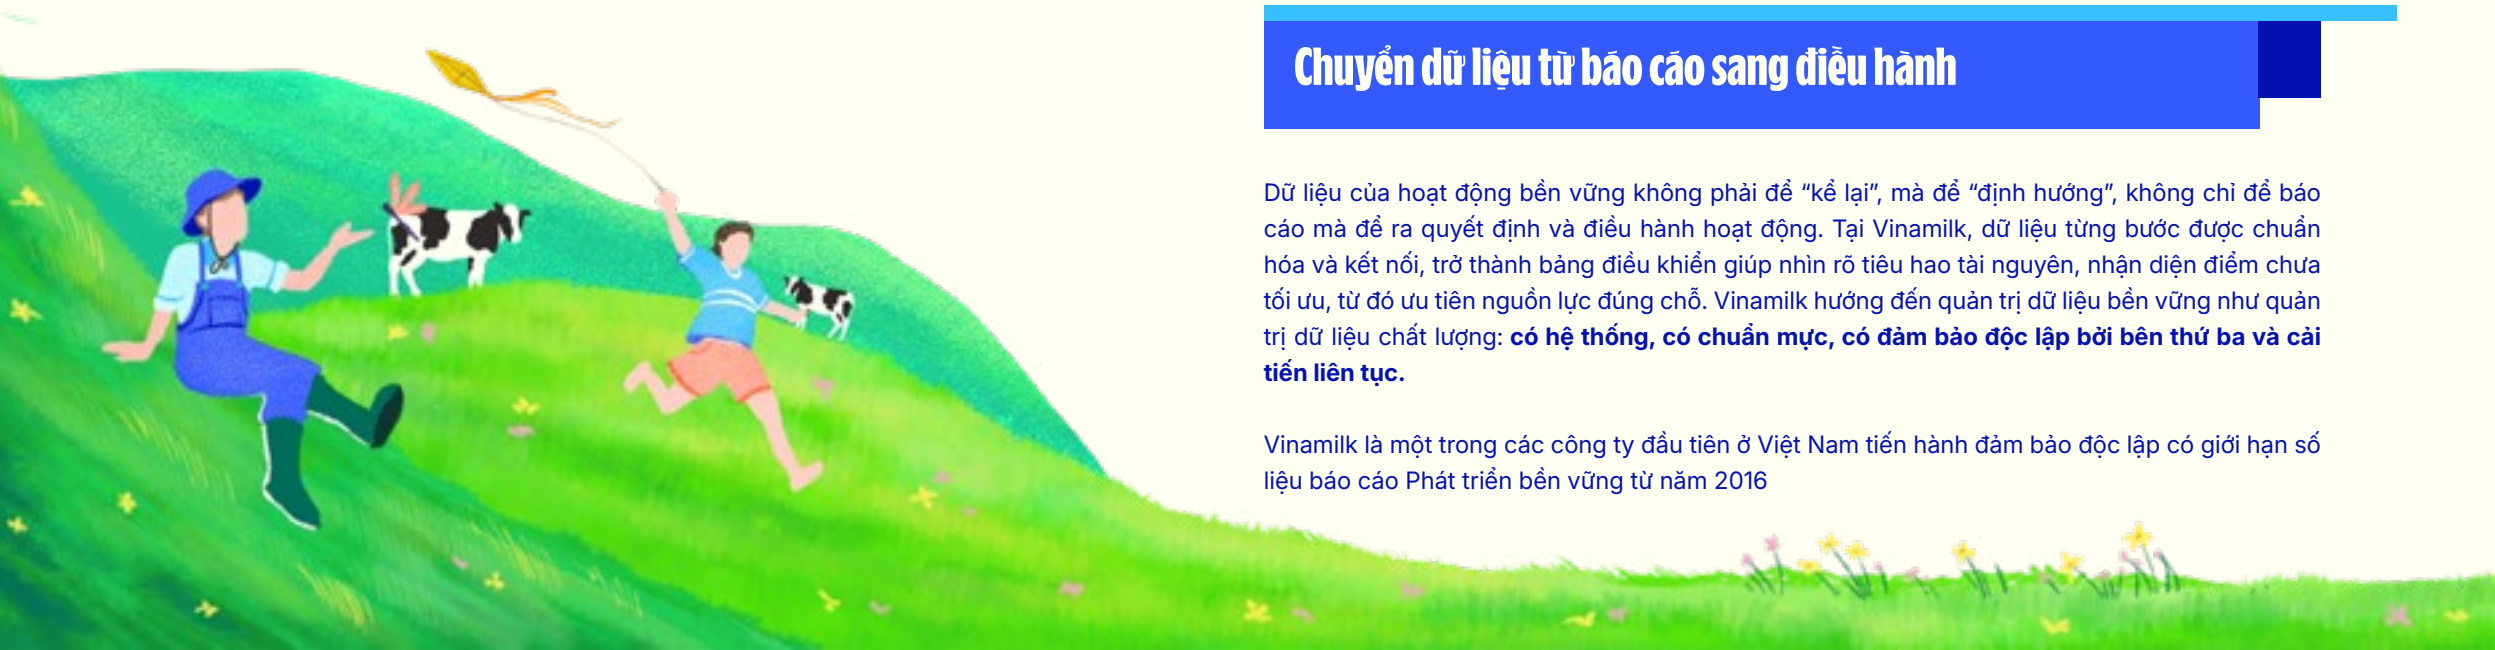 Chuyển dữ liệu từ báo cáo sang điều hành
Dữ liệu của hoạt động bền vững không phải để “kể lại”, mà để “định hướng”, không chỉ để báo
cáo mà để ra quyết định và điều hành hoạt động. Tại Vinamilk, dữ liệu từng bước được chuẩn
hóa và kết nối, trở thành bảng điều khiển giúp nhìn rõ tiêu hao tài nguyên, nhận diện điểm chưa
tối ưu, từ đó ưu tiên nguồn lực đúng chỗ. Vinamilk hướng đến quản trị dữ liệu bền vững như quản
trị dữ liệu chất lượng: có hệ thống, có chuẩn mực, có đảm bảo độc lập bởi bên thứ ba và cải
tiến liên tục.
Vinamilk là một trong các công ty đầu tiên ở Việt Nam tiến hành đảm bảo độc lập có giới hạn số
liệu báo cáo Phát triển bền vững từ năm 2016